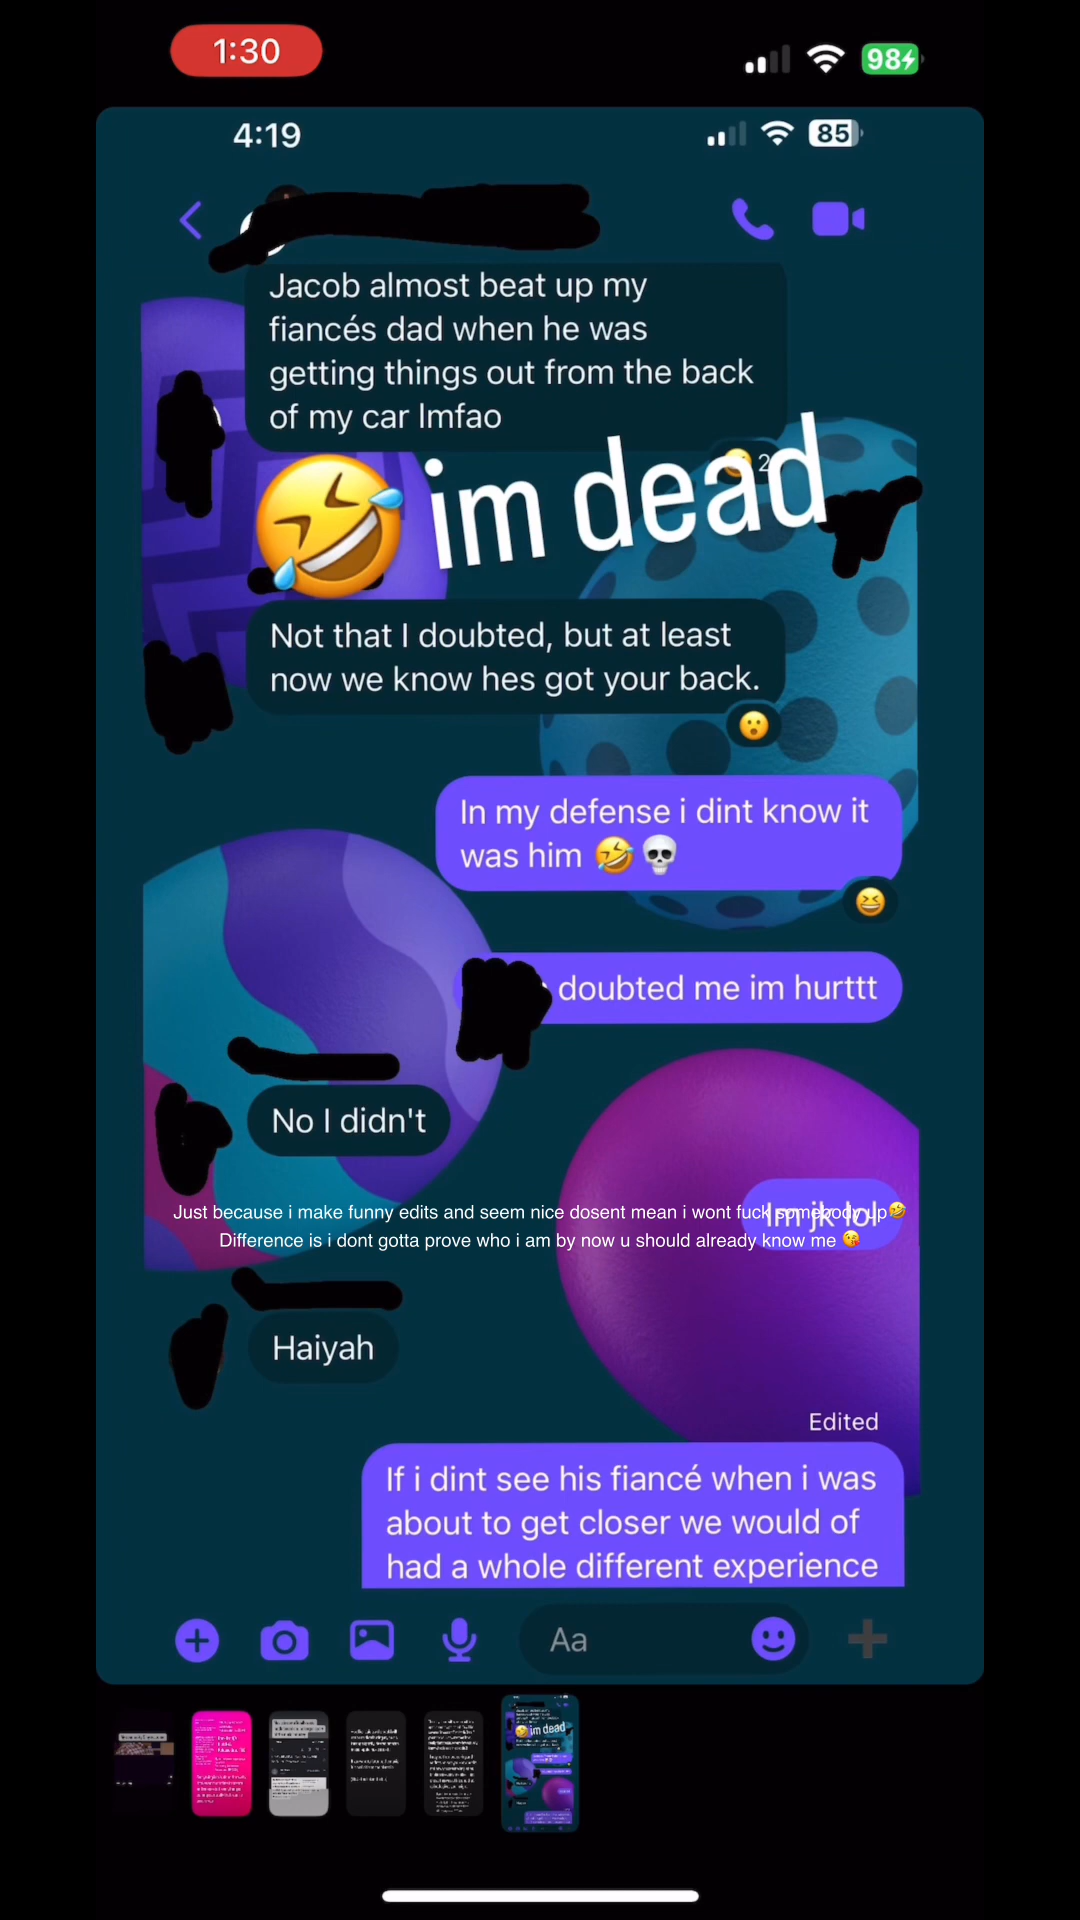 1:30
98
4:19
85
Jacob almost beat up my
fiancés dad when he was
getting things out from the back
of my car lmfao
2
🤣 im dead
Not that I doubted, but at least
now we know hes got your back.
😮
In my defense i dint know it
was him 🤣💀
😆
doubted me im hurttt
No I didn't
Im jk lol
Just because i make funny edits and seem nice dosent mean i wont fuck somebody up🤣
Difference is i dont gotta prove who i am by now u should already know me 😘
Haiyah
Edited
If i dint see his fiancé when i was
about to get closer we would of
had a whole different experience
Aa
im dead